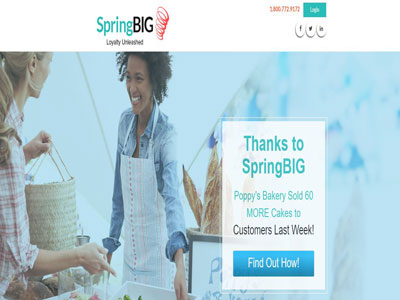 1.800.772.9172
Login
SpringBIG
Loyalty Unleashed
Thanks to
SpringBIG
Poppy's Bakery Sold 60
MORE Cakes to
Customers Last Week!
Find Out How!